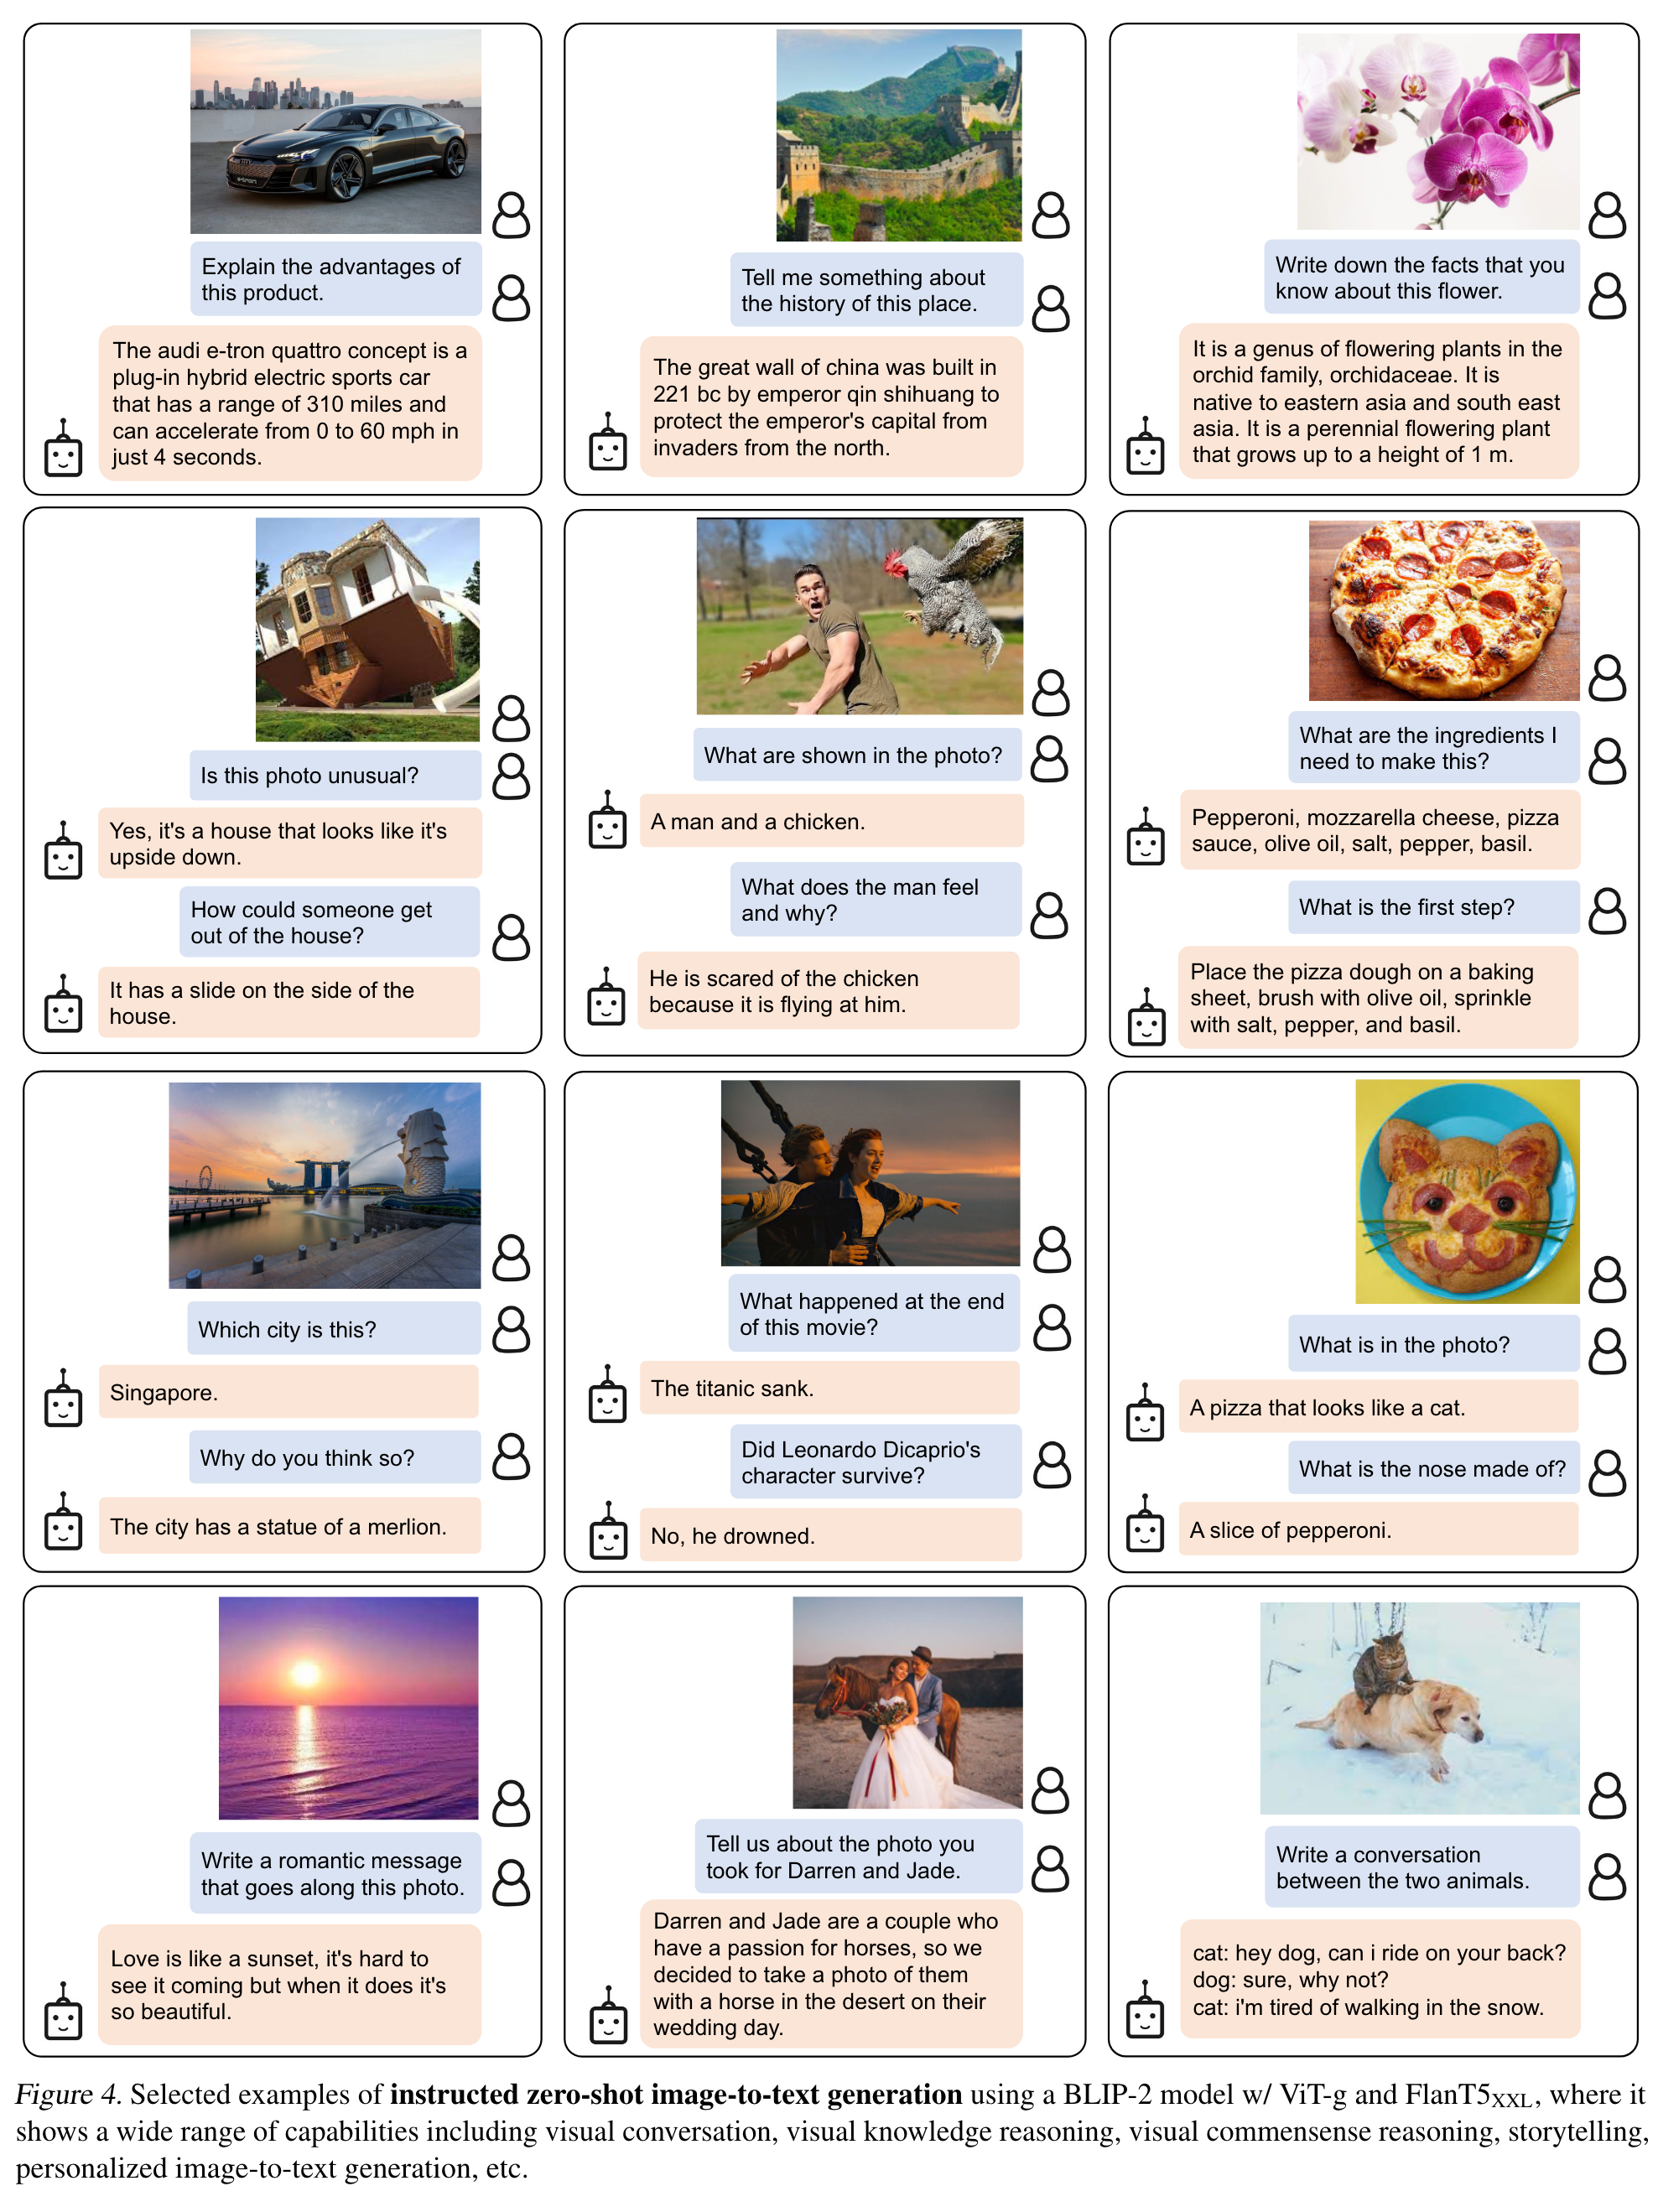 Explain the advantages of
this product.
The audi e-tron quattro concept is a
plug-in hybrid electric sports car
that has a range of 310 miles and
can accelerate from 0 to 60 mph in
just 4 seconds.
Tell me something about
the history of this place.
The great wall of china was built in
221 bc by emperor qin shihuang to
protect the emperor's capital from
invaders from the north.
Write down the facts that you
know about this flower.
It is a genus of flowering plants in the
orchid family, orchidaceae. It is
native to eastern asia and south east
asia. It is a perennial flowering plant
that grows up to a height of 1 m.
Is this photo unusual?
Yes, it's a house that looks like it's
upside down.
How could someone get
out of the house?
It has a slide on the side of the
house.
What are shown in the photo?
A man and a chicken.
What does the man feel
and why?
He is scared of the chicken
because it is flying at him.
What are the ingredients I
need to make this?
Pepperoni, mozzarella cheese, pizza
sauce, olive oil, salt, pepper, basil.
What is the first step?
Place the pizza dough on a baking
sheet, brush with olive oil, sprinkle
with salt, pepper, and basil.
Which city is this?
Singapore.
Why do you think so?
The city has a statue of a merlion.
What happened at the end
of this movie?
The titanic sank.
Did Leonardo Dicaprio's
character survive?
No, he drowned.
What is in the photo?
A pizza that looks like a cat.
What is the nose made of?
A slice of pepperoni.
Write a romantic message
that goes along this photo.
Love is like a sunset, it's hard to
see it coming but when it does it's
so beautiful.
Tell us about the photo you
took for Darren and Jade.
Darren and Jade are a couple who
have a passion for horses, so we
decided to take a photo of them
with a horse in the desert on their
wedding day.
Write a conversation
between the two animals.
cat: hey dog, can i ride on your back?
dog: sure, why not?
cat: i'm tired of walking in the snow.
Figure 4. Selected examples of instructed zero-shot image-to-text generation using a BLIP-2 model w/ ViT-g and FlanT5XXL, where it
shows a wide range of capabilities including visual conversation, visual knowledge reasoning, visual commensense reasoning, storytelling,
personalized image-to-text generation, etc.